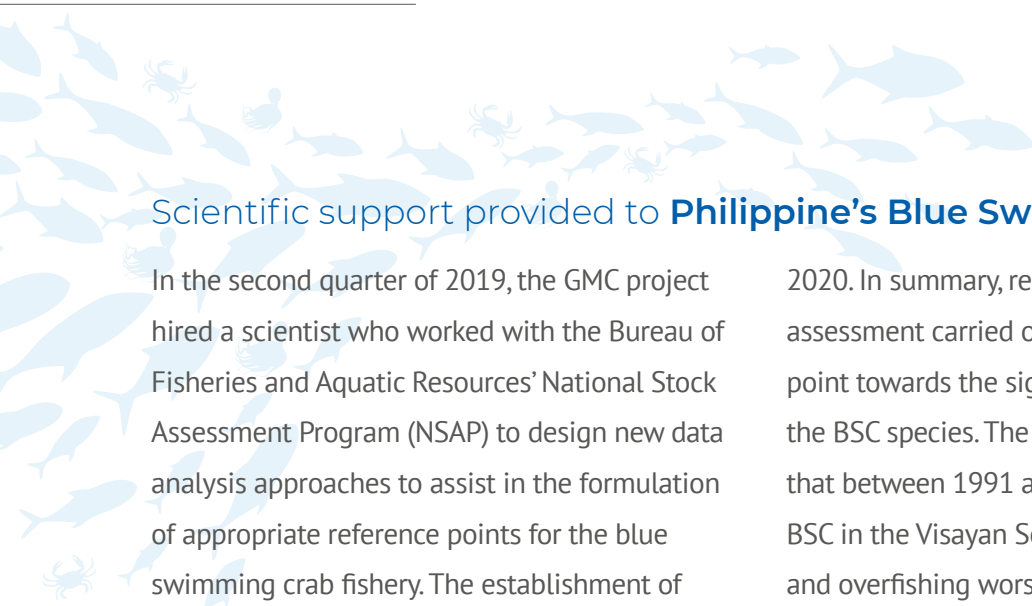 Scientific support provided to Philippine's Blue
In the second quarter of 2019, the GMC project
hired a scientist who worked with the Bureau of
Fisheries and Aquatic Resources' National Stock
Assessment Program (NSAP) to design new data
analysis approaches to assist in the formulation
of appropriate reference points for the blue
swimming crab fishery. The establishment of
2020. In summary,
assessment carried
point towards the
the BSC species. The
that between 1991
BSC in the Visayan
and overfishing